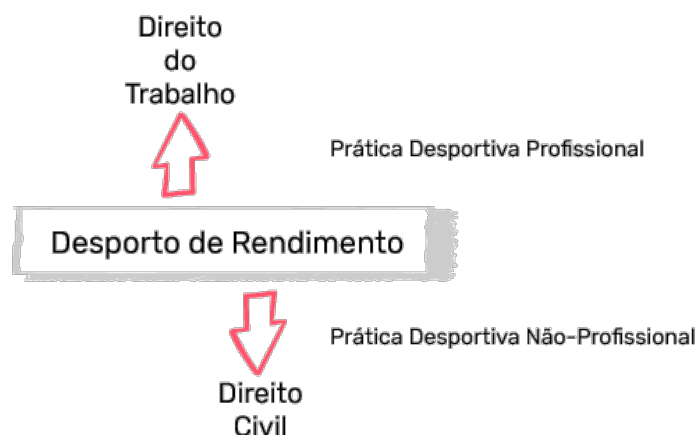 Direito
do
Trabalho
Prática Desportiva Profissional
Desporto de Rendimento
Prática Desportiva Não-Profissional
Direito
Civil